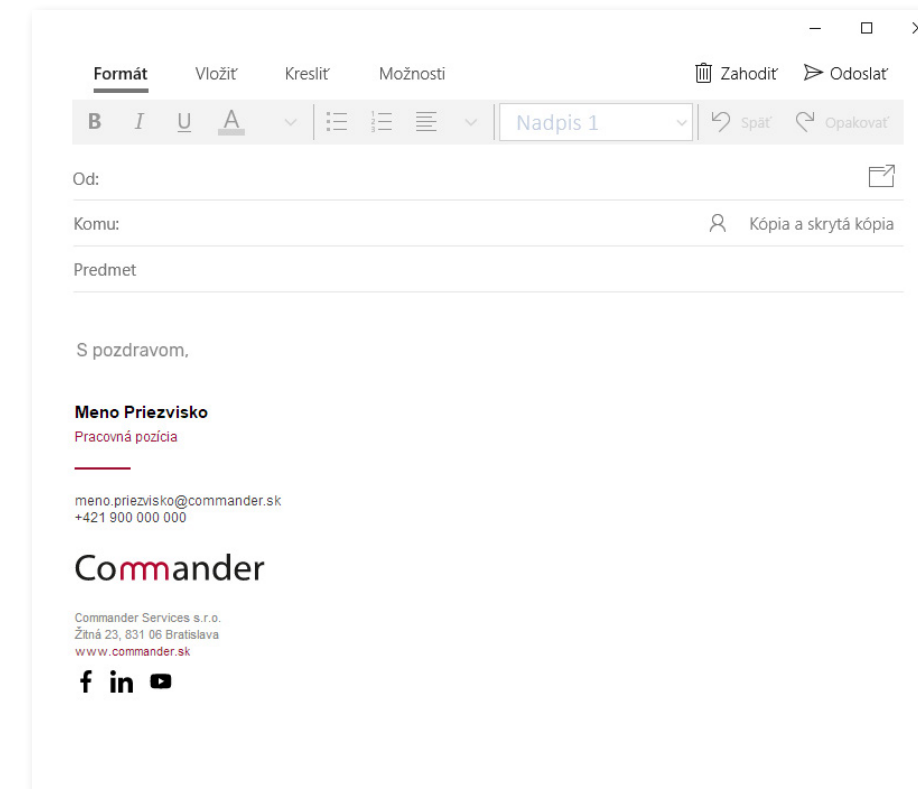 Formát Vložiť Kresliť Možnosti Zahodiť Odoslať
B I U A Nadpis 1 Späť Opakovať
Od:
Komu: Kópia a skrytá kópia
Predmet
S pozdravom,
Meno Priezvisko
Pracovná pozícia
meno.priezvisko@commander.sk
+421 900 000 000
Commander
Commander Services s.r.o.
Žitná 23, 831 06 Bratislava
www.commander.sk
f in